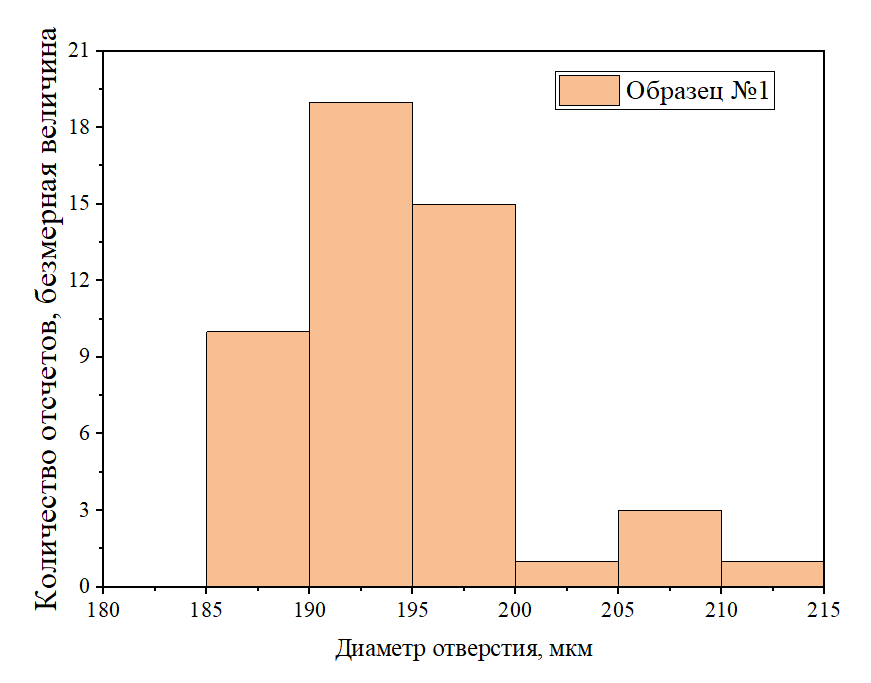 Количество отсчетов, безмерная величина
21
18
15
12
9
6
3
0
Образец №1
180 185 190 195 200 205 210 215
Диаметр отверстия, мкм